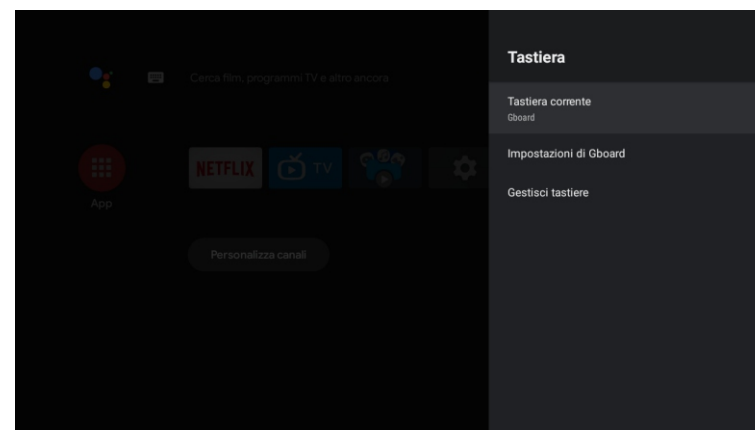 Tastiera
Cerca film, programmi TV e altro ancora
Tastiera corrente
Gboard
Impostazioni di Gboard
NETFLIX
TV
Gestisci tastiere
App
Personalizza canali